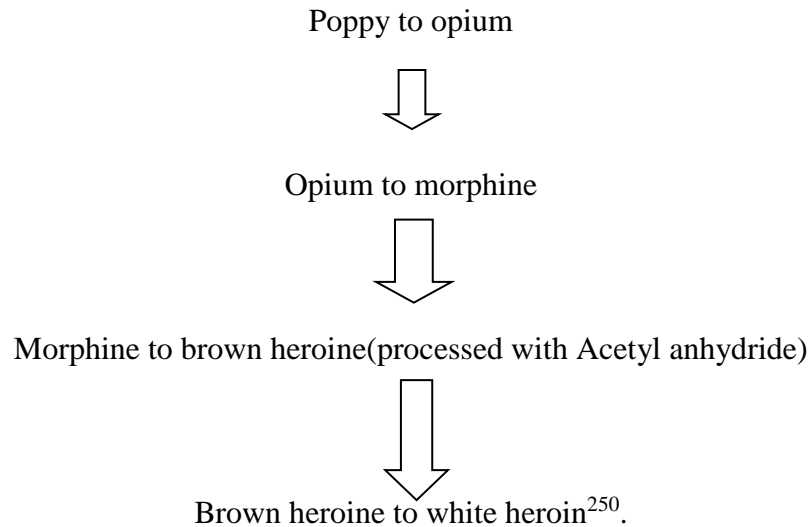 Poppy to opium
Opium to morphine
Morphine to brown heroine(processed with Acetyl anhydride)
Brown heroine to white heroin250.